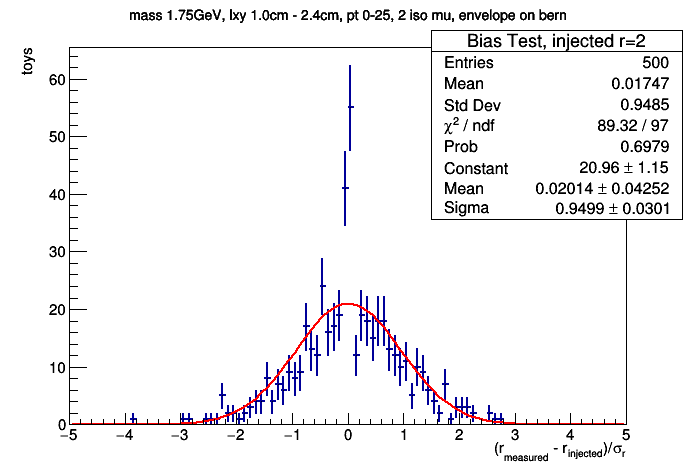 mass 1.75GeV, lxy 1.0cm - 2.4cm, pt 0-25, 2 iso mu, envelope on bern
Bias Test, injected r=2
Entries 500
Mean 0.01747
Std Dev 0.9485
χ² / ndf 89.32 / 97
Prob 0.6979
Constant 20.96 ± 1.15
Mean 0.02014 ± 0.04252
Sigma 0.9499 ± 0.0301
toys
60
50
40
30
20
10
0
−5 −4 −3 −2 −1 0 1 2 3 4 5
(r_measured - r_injected)/σ_r